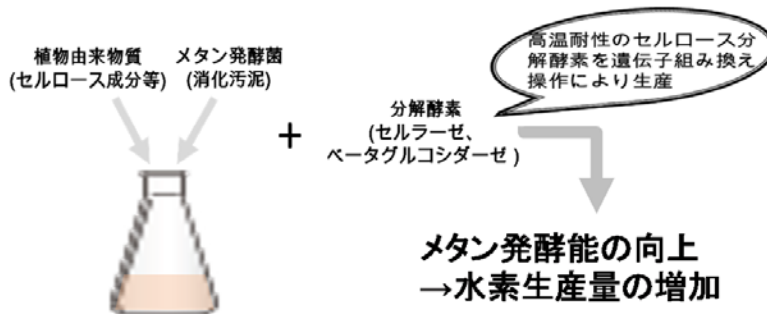 植物由来物質
(セルロース成分等)
メタン発酵菌
(消化汚泥)
+
分解酵素
(セルラーゼ、
ベータグルコシダーゼ )
高温耐性のセルロース分
解酵素を遺伝子組み換え
操作により生産
メタン発酵能の向上
→水素生産量の増加